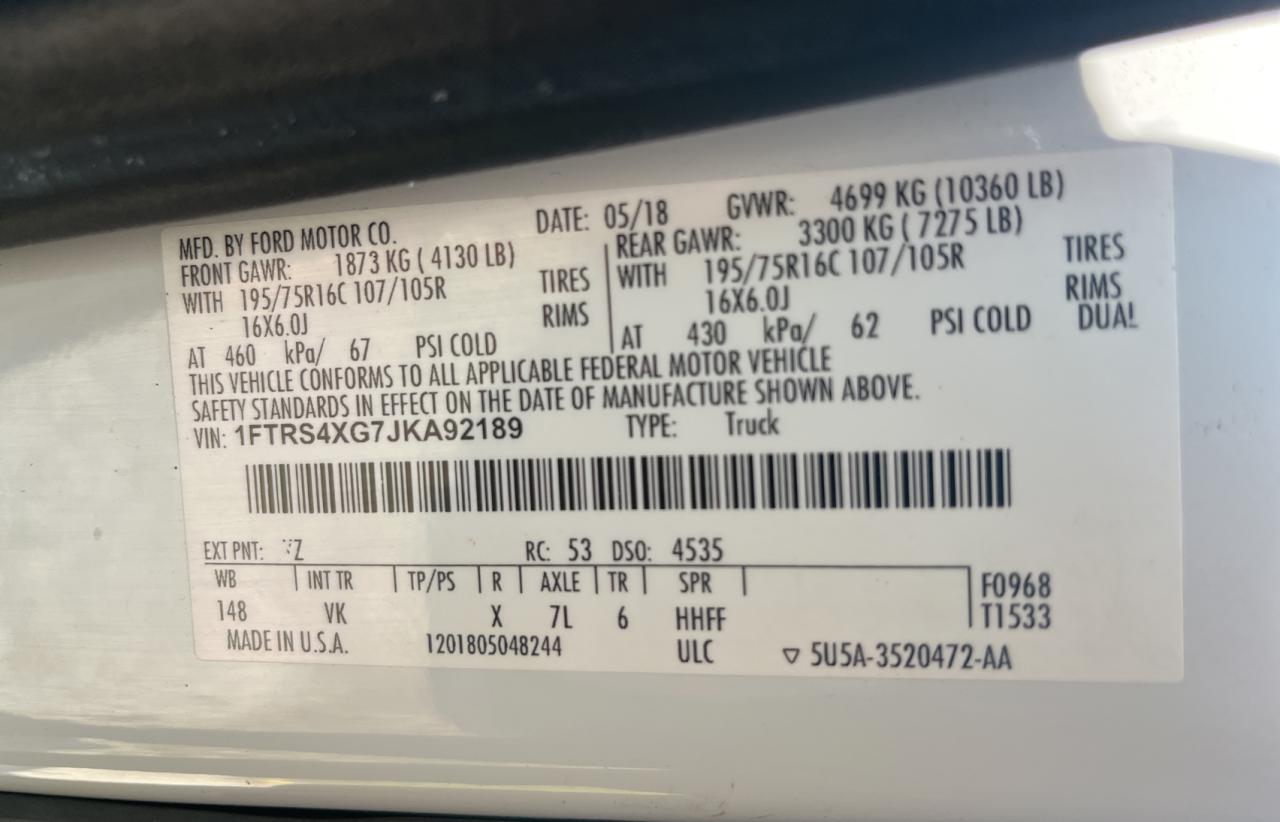 MFD. BY FORD MOTOR CO. DATE: 05/18 GVWR: 4699 KG (10360 LB)
FRONT GAWR: 1873 KG ( 4130 LB) REAR GAWR: 3300 KG ( 7275 LB)
WITH 195/75R16C 107/105R TIRES WITH 195/75R16C 107/105R TIRES
16X6.0J RIMS 16X6.0J RIMS
AT 460 kPa/ 67 PSI COLD AT 430 kPa/ 62 PSI COLD DUAL
THIS VEHICLE CONFORMS TO ALL APPLICABLE FEDERAL MOTOR VEHICLE
SAFETY STANDARDS IN EFFECT ON THE DATE OF MANUFACTURE SHOWN ABOVE.
VIN: 1FTRS4XG7JKA92189 TYPE: Truck
EXT PNT: RC: 53 DSO: 4535
WB INT TR TP/PS R AXLE TR SPR F0968
148 VK X 7L 6 HHFF T1533
MADE IN U.S.A. 1201805048244 ULC ▽ 5U5A-3520472-AA